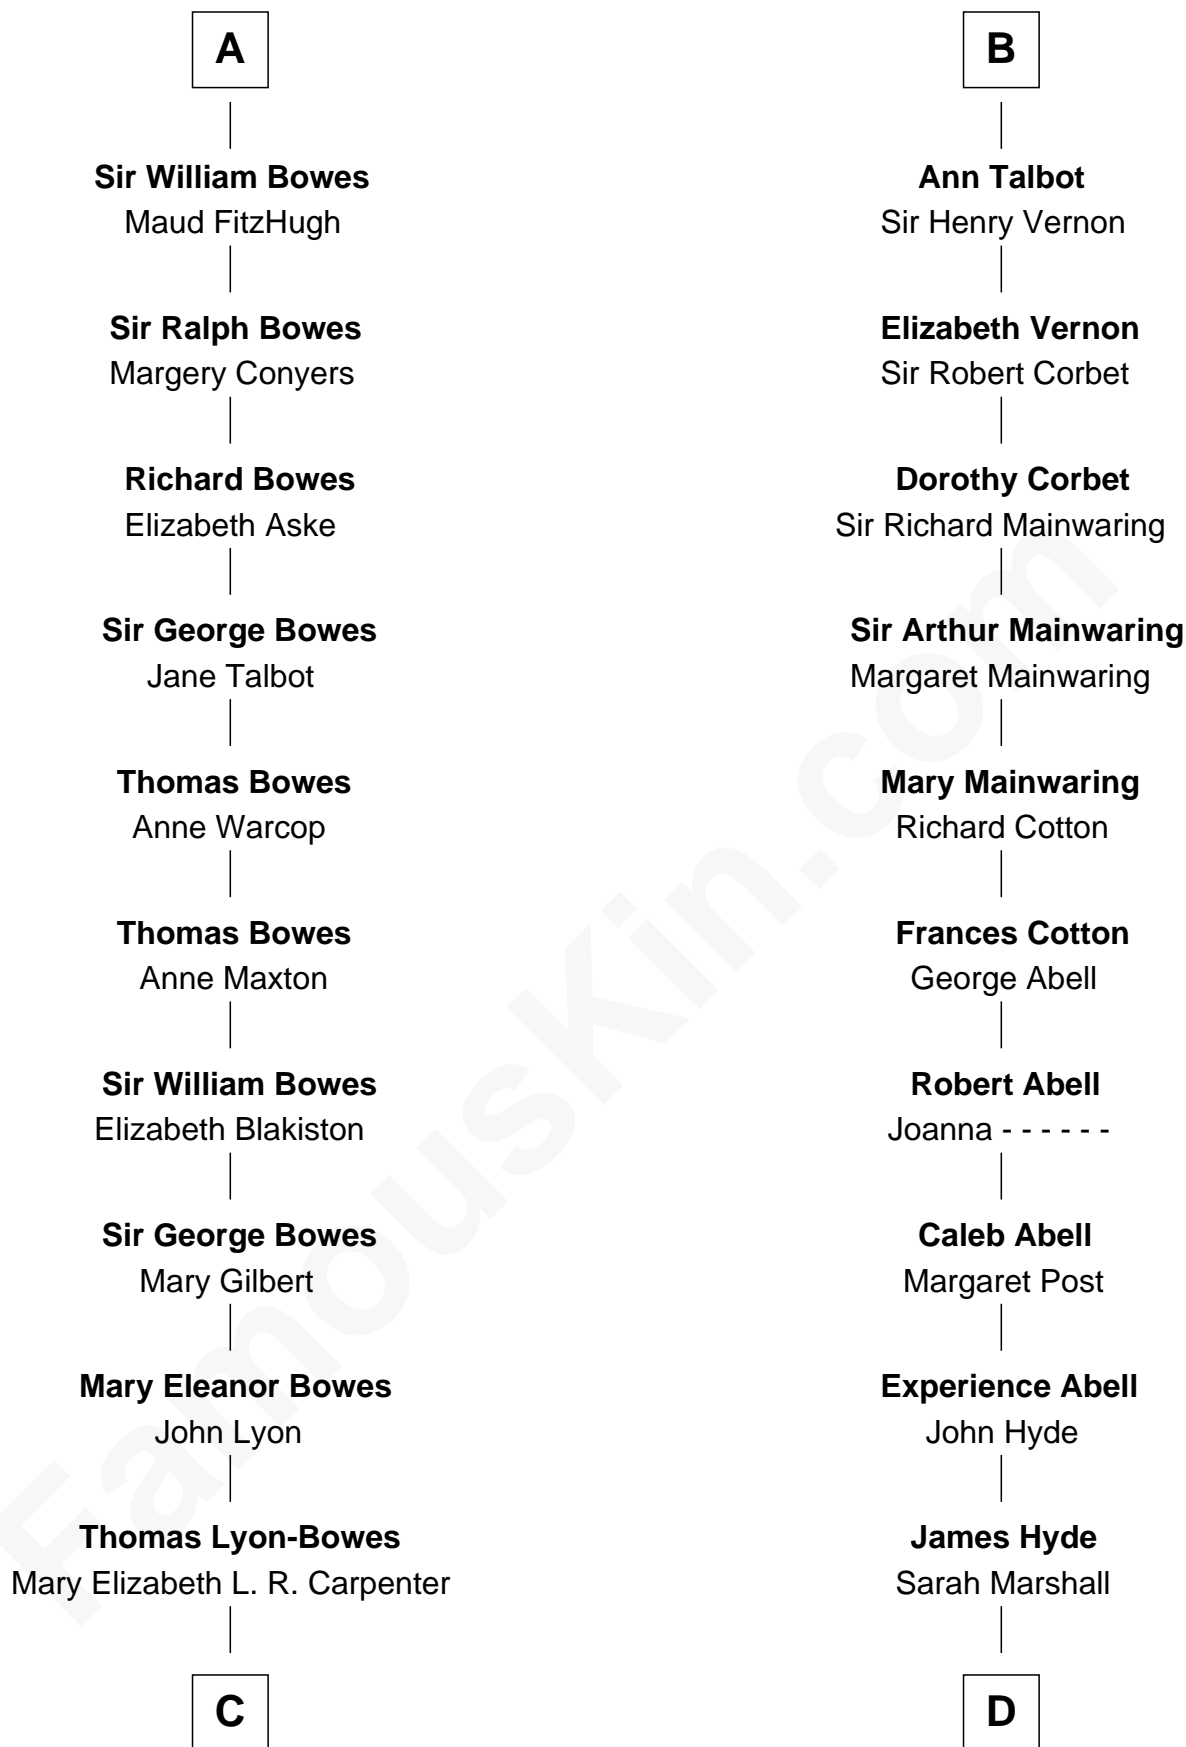 A
Sir William Bowes
Maud FitzHugh
Sir Ralph Bowes
Margery Conyers
Richard Bowes
Elizabeth Aske
Sir George Bowes
Jane Talbot
Thomas Bowes
Anne Warcop
Thomas Bowes
Anne Maxton
Sir William Bowes
Elizabeth Blakiston
Sir George Bowes
Mary Gilbert
Mary Eleanor Bowes
John Lyon
Thomas Lyon-Bowes
Mary Elizabeth L. R. Carpenter
C
B
Ann Talbot
Sir Henry Vernon
Elizabeth Vernon
Sir Robert Corbet
Dorothy Corbet
Sir Richard Mainwaring
Sir Arthur Mainwaring
Margaret Mainwaring
Mary Mainwaring
Richard Cotton
Frances Cotton
George Abell
Robert Abell
Joanna - - - - - -
Caleb Abell
Margaret Post
Experience Abell
John Hyde
James Hyde
Sarah Marshall
D
FamousKin.com